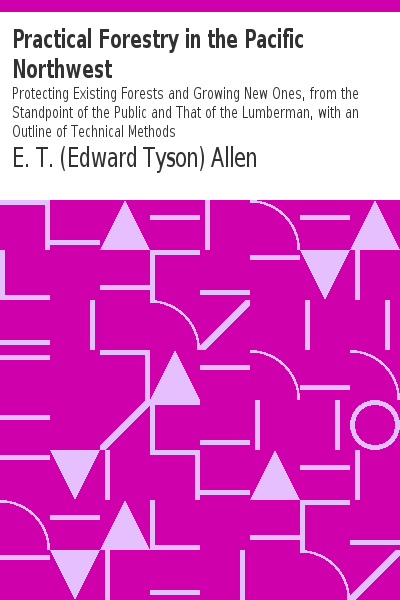 Practical Forestry in the Pacific
Northwest
Protecting Existing Forests and Growing New Ones, from the
Standpoint of the Public and That of the Lumberman, with an
Outline of Technical Methods
E. T. (Edward Tyson) Allen